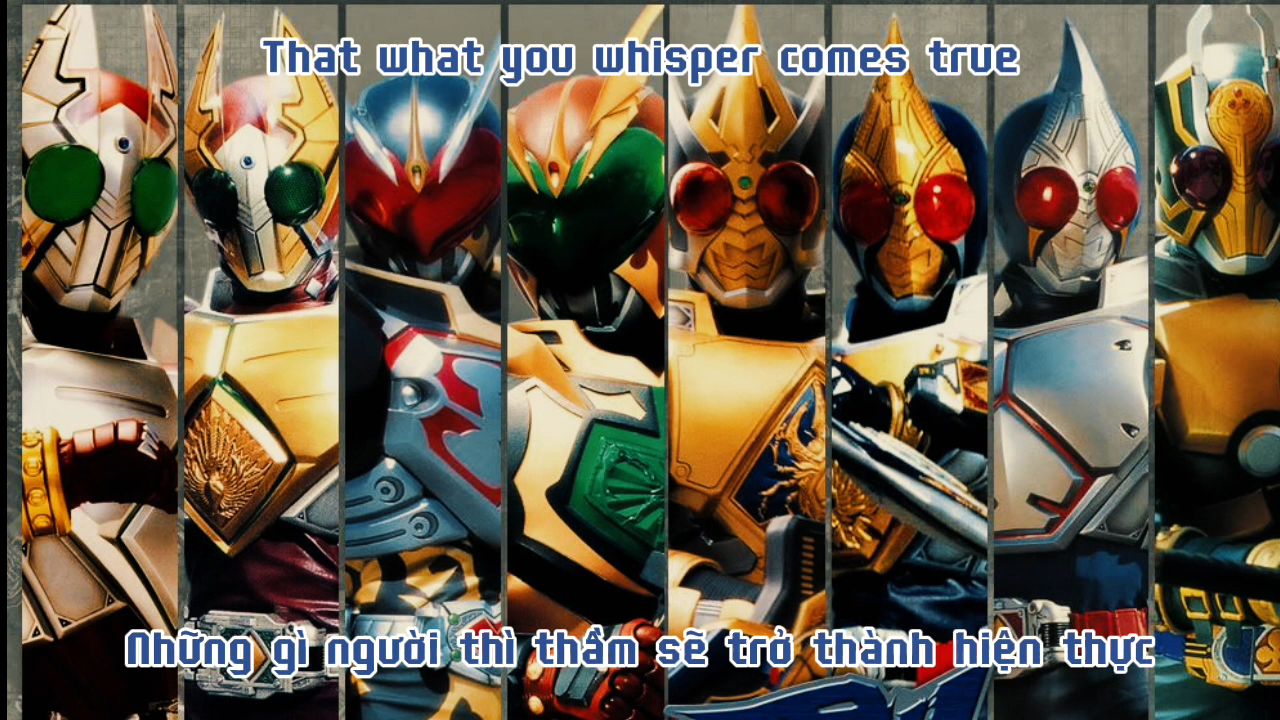 That what you whisper comes true
Những gì người thì thầm sẽ trở thành hiện thực